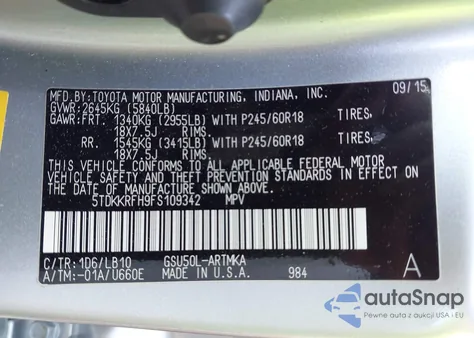 MFD.BY:TOYOTA MOTOR MANUFACTURING, INDIANA, INC. 09/15
GVWR:2645KG (5840LB)
GAWR:FRT. 1340KG (2955LB) WITH P245/60R18 TIRES,
18X7.5J RIMS.
RR. 1545KG (3415LB) WITH P245/60R18 TIRES,
18X7.5J RIMS.
THIS VEHICLE CONFORMS TO ALL APPLICABLE FEDERAL MOTOR
VEHICLE SAFETY AND THEFT PREVENTION STANDARDS IN EFFECT
ON THE DATE OF MANUFACTURE SHOWN ABOVE.
5TDKKRFH9FS109342 MPV
C/TR:1D6/LB10 GSU50L-ARTMKA
A/TM:-01A/U660E MADE IN U.S.A. 984 A
autoSnap
Pewne auta z aukcji USA i EU